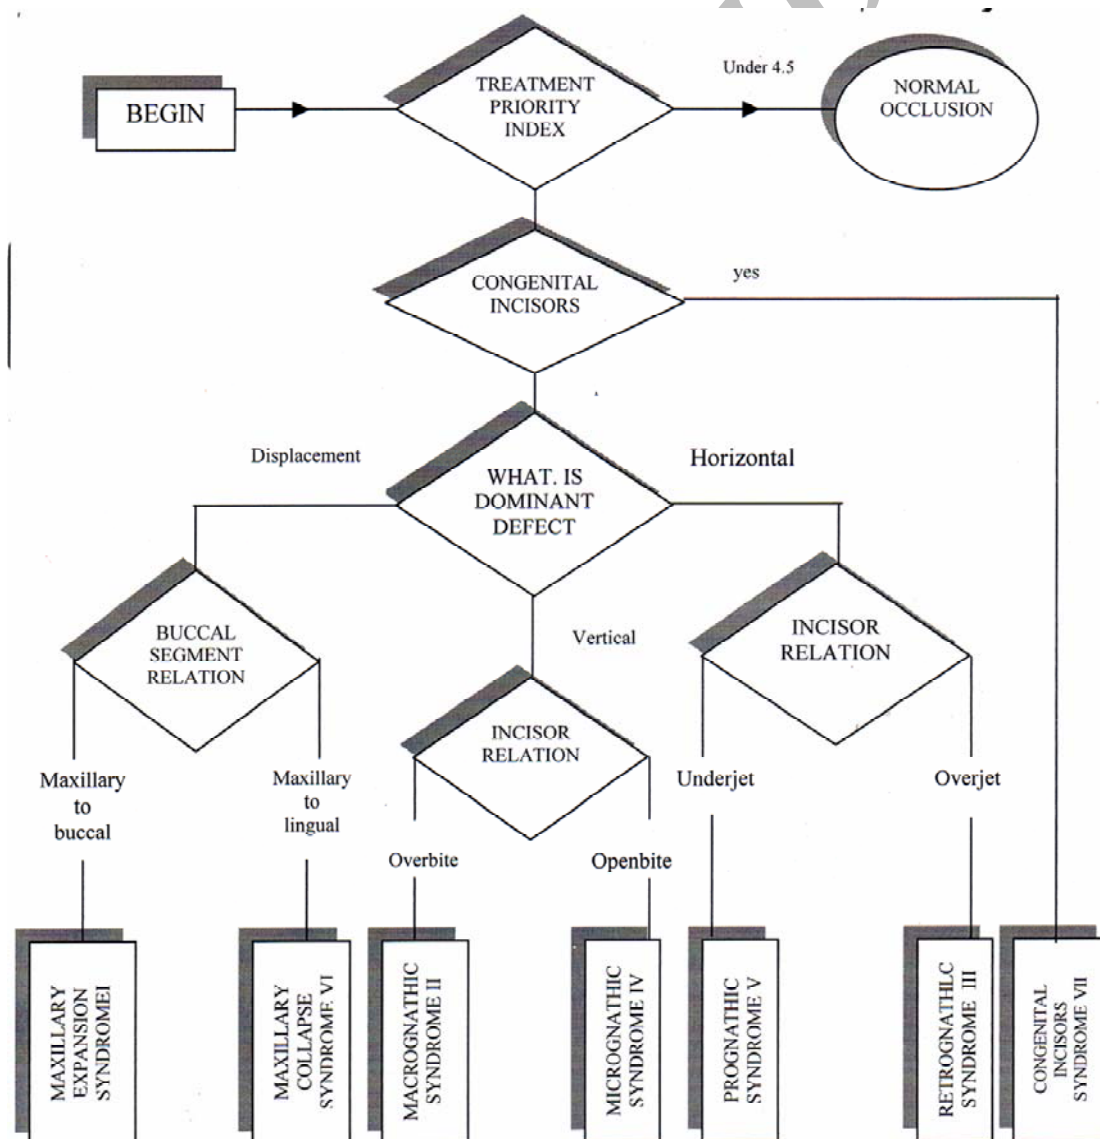 BEGIN
TREATMENT
PRIORITY
INDEX
Under 4.5
NORMAL
OCCLUSION
CONGENITAL
INCISORS
yes
Displacement
WHAT. IS
DOMINANT
DEFECT
Horizontal
BUCCAL
SEGMENT
RELATION
Vertical
INCISOR
RELATION
INCISOR
RELATION
Maxillary
to
buccal
Maxillary
to
lingual
Overbite
Openbite
Underjet
Overjet
MAXILLARY
EXPANSION
SYNDROMEI
MAXILLARY
COLLAPSE
SYNDROME VI
MACROGNATHIC
SYNDROME II
MICROGNATHIC
SYNDROME IV
PROGNATHIC
SYNDROME V
RETROGNATHLC
SYNDROME III
CONGENITAL
INCISORS
SYNDROME VII